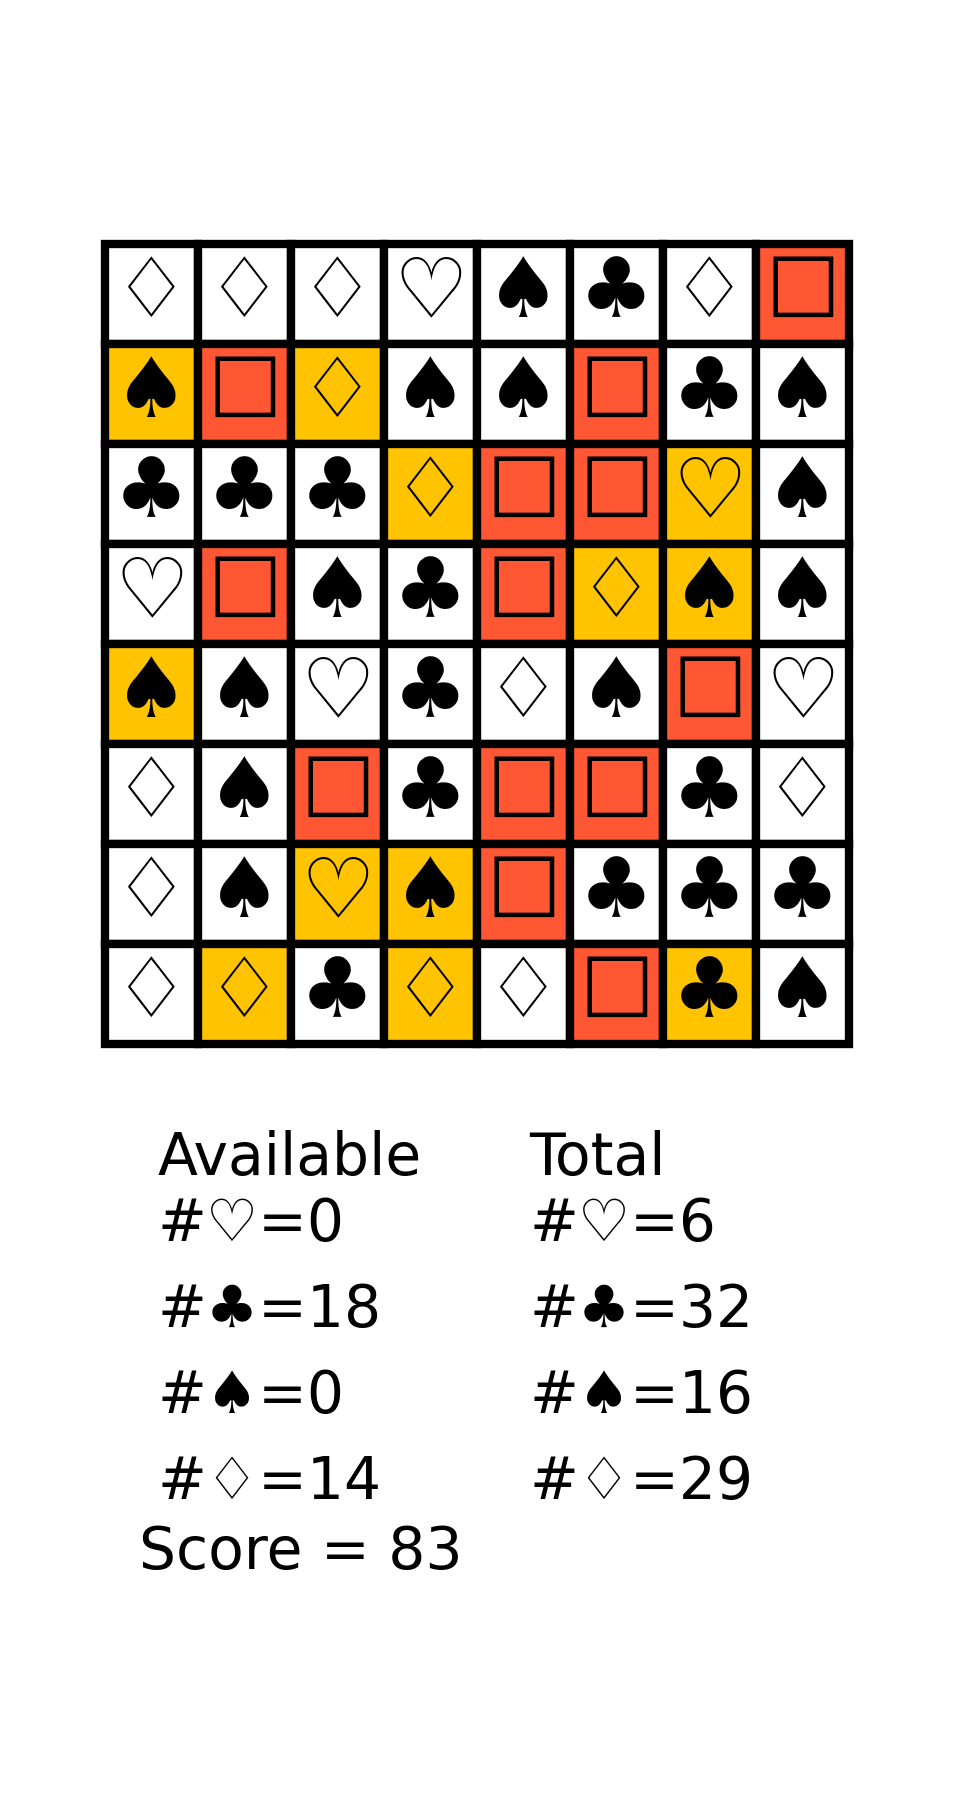 ♢ ♢ ♢ ♡ ♠ ♣ ♢ □
♠ □ ♢ ♠ ♠ □ ♣ ♠
♣ ♣ ♣ ♢ □ □ ♡ ♠
♡ □ ♠ ♣ □ ♢ ♠ ♠
♠ ♠ ♡ ♣ ♢ ♠ □ ♡
♢ ♠ □ ♣ □ □ ♣ ♢
♢ ♠ ♡ ♠ □ ♣ ♣ ♣
♢ ♢ ♣ ♢ ♢ □ ♣ ♠
Available Total
#♡=0 #♡=6
#♣=18 #♣=32
#♠=0 #♠=16
#♢=14 #♢=29
Score = 83